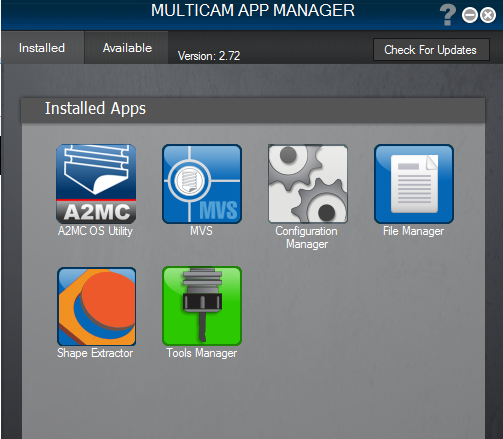 MULTICAM APP MANAGER
?
Installed
Available
Version: 2.72
Check For Updates
Installed Apps
A2MC
MVS
A2MC OS Utility
MVS
Configuration
Manager
File Manager
Shape Extractor
Tools Manager